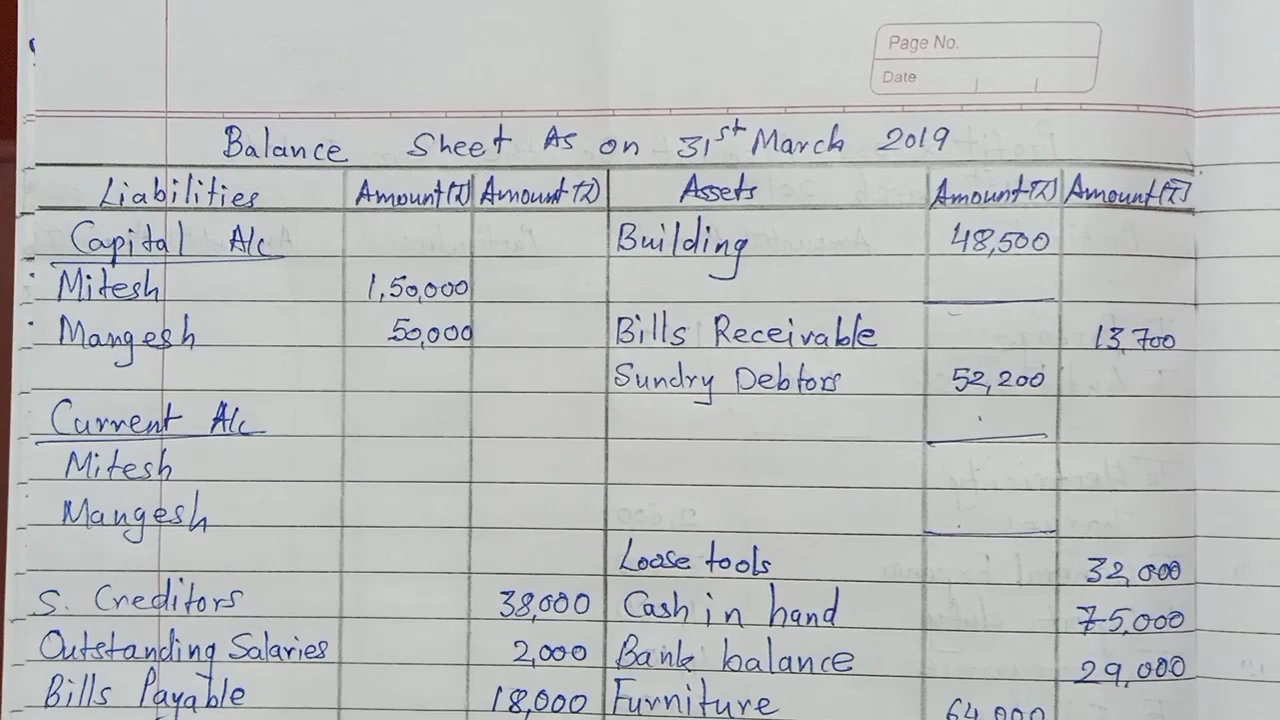 Page No.
Date
Balance Sheet As on 31st March 2019
Liabilities Amount(₹) Amount(₹) Assets Amount(₹) Amount(₹)
Capital A/c Building 48,500
Mitesh 1,50,000
Mangesh 50,000 Bills Receivable 13,700
Sundry Debtors 52,200
Current A/c
Mitesh
Mangesh
Loose tools 32,000
S. Creditors 38,000 Cash in hand 75,000
Outstanding Salaries 2,000 Bank balance 29,000
Bills Payable 18,000 Furniture 64,000